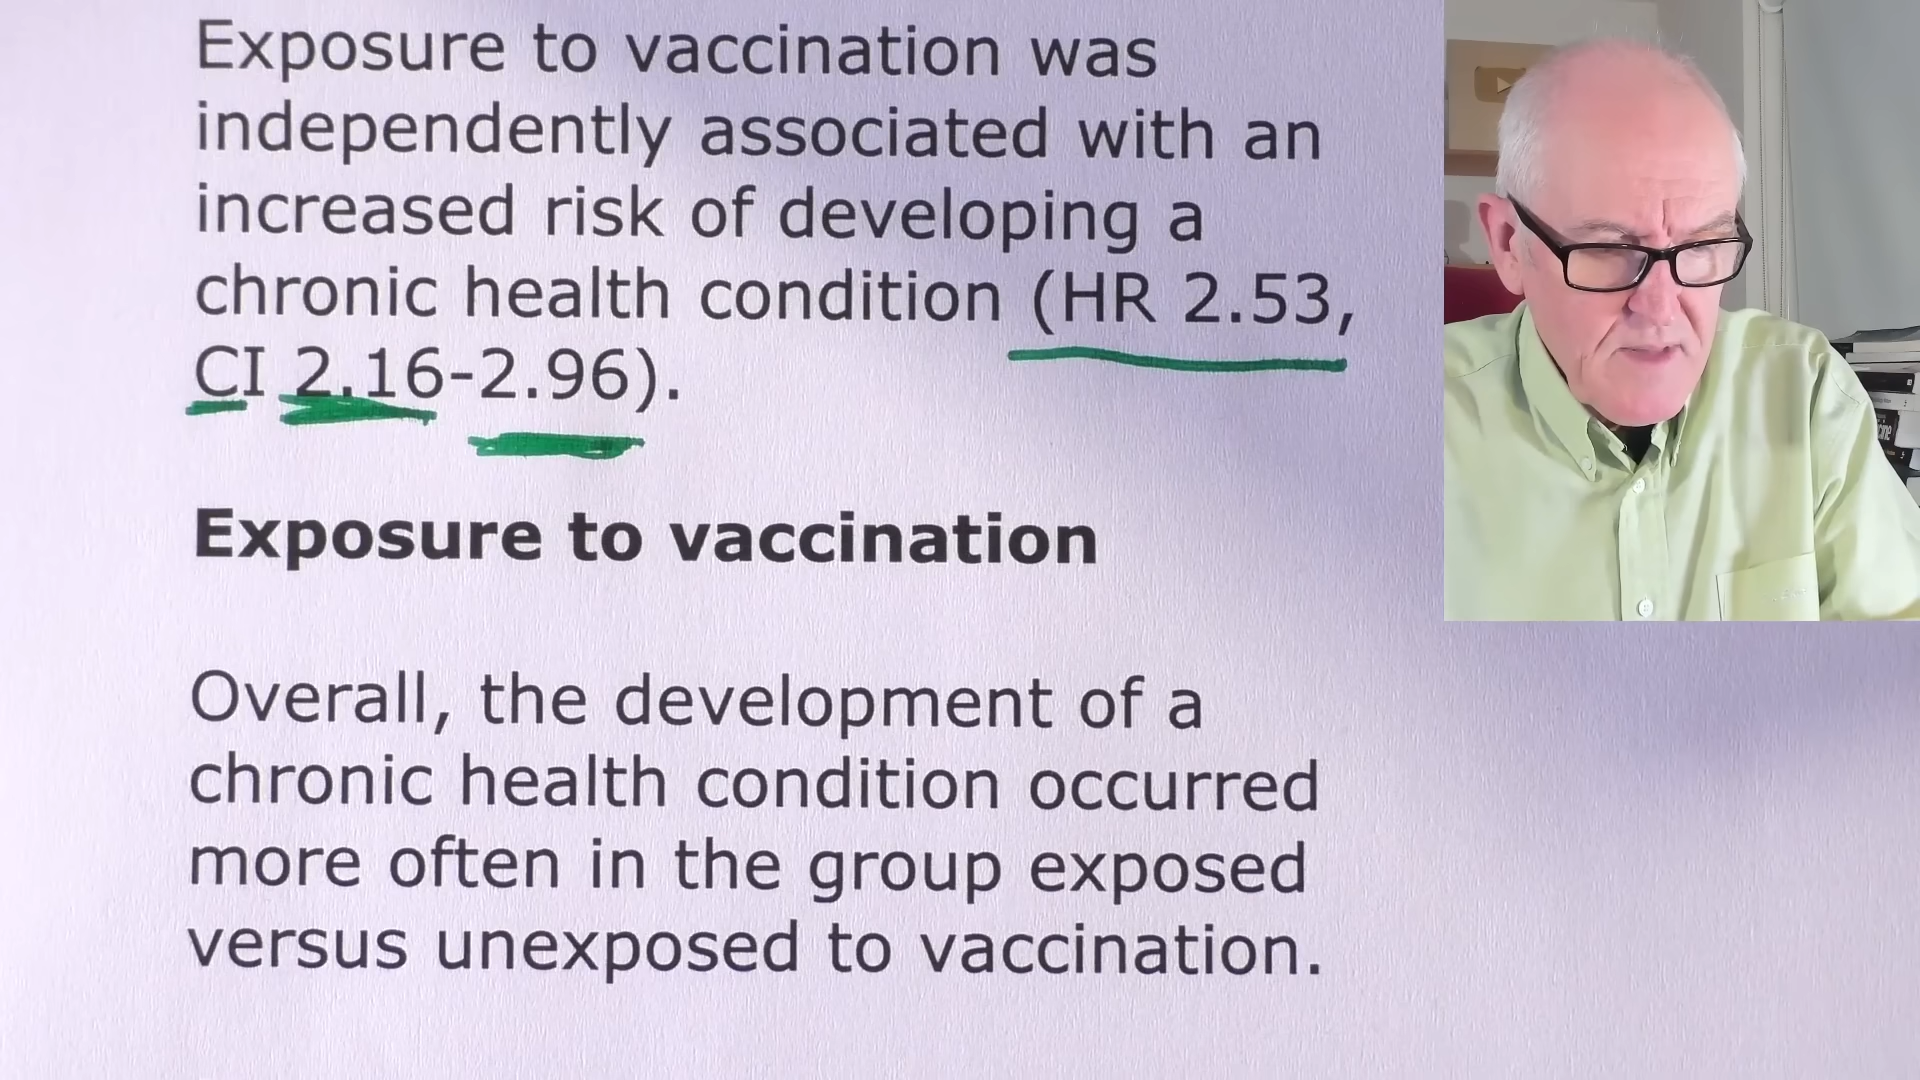 Exposure to vaccination was
independently associated with an
increased risk of developing a
chronic health condition (HR 2.53,
CI 2.16-2.96).
Exposure to vaccination
Overall, the development of a
chronic health condition occurred
more often in the group exposed
versus unexposed to vaccination.